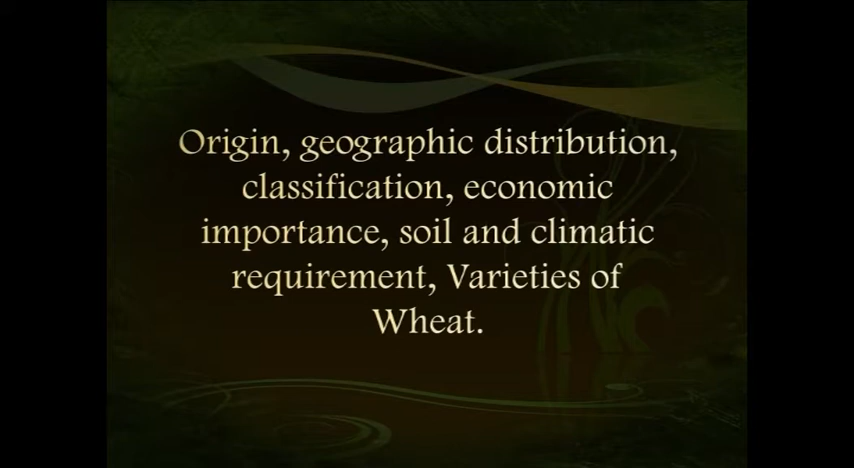 Origin, geographic distribution,
classification, economic
importance, soil and climatic
requirement, Varieties of
Wheat.